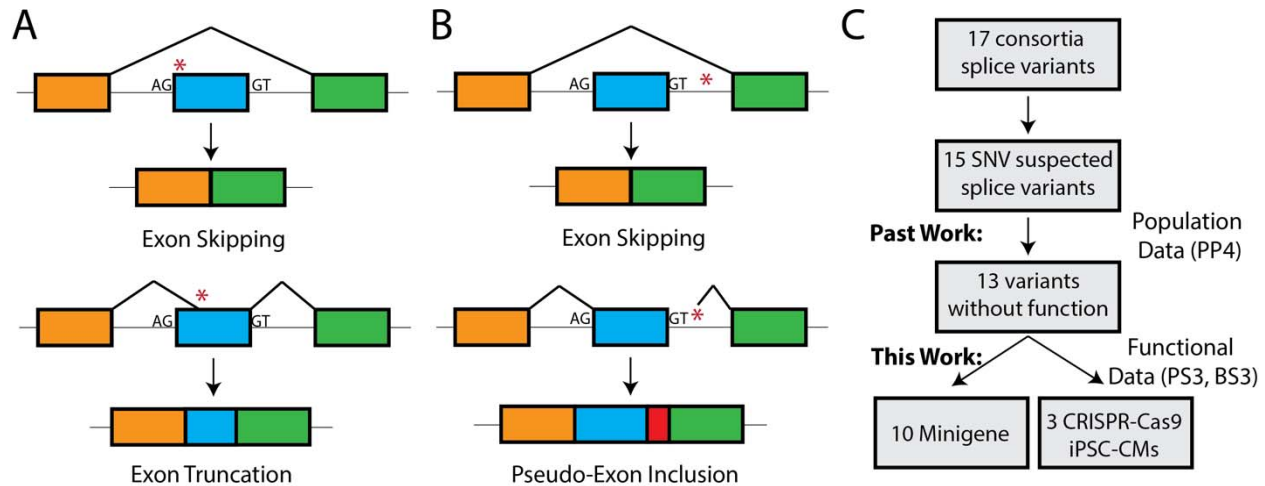 A
*
AG
GT
Exon Skipping
*
AG
GT
Exon Truncation
B
*
AG
GT
Exon Skipping
AG
GT
*
Pseudo-Exon Inclusion
C
17 consortia
splice variants
15 SNV suspected
splice variants
Past Work:
Population
Data (PP4)
13 variants
without function
This Work:
Functional
Data (PS3, BS3)
10 Minigene
3 CRISPR-Cas9
iPSC-CMs